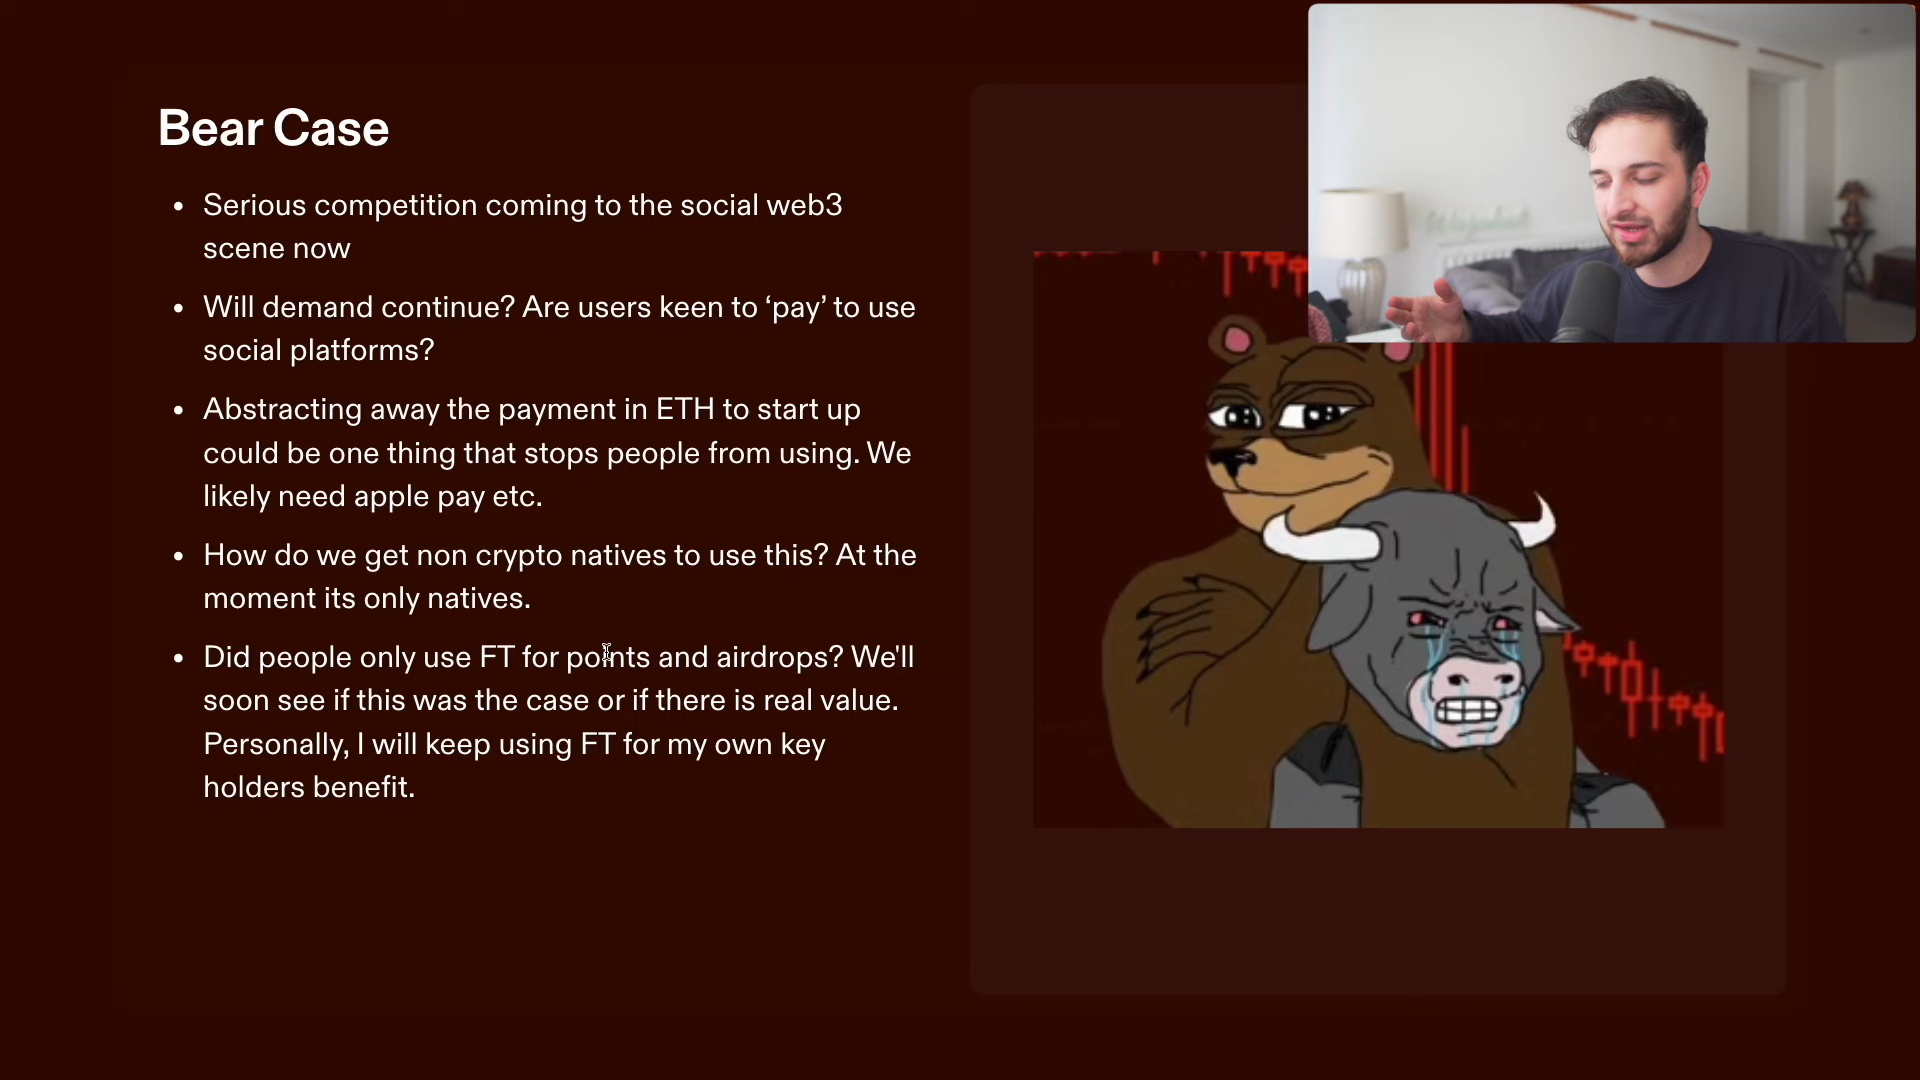 Bear Case
• Serious competition coming to the social web3
scene now
• Will demand continue? Are users keen to ‘pay’ to use
social platforms?
• Abstracting away the payment in ETH to start up
could be one thing that stops people from using. We
likely need apple pay etc.
• How do we get non crypto natives to use this? At the
moment its only natives.
• Did people only use FT for points and airdrops? We'll
soon see if this was the case or if there is real value.
Personally, I will keep using FT for my own key
holders benefit.